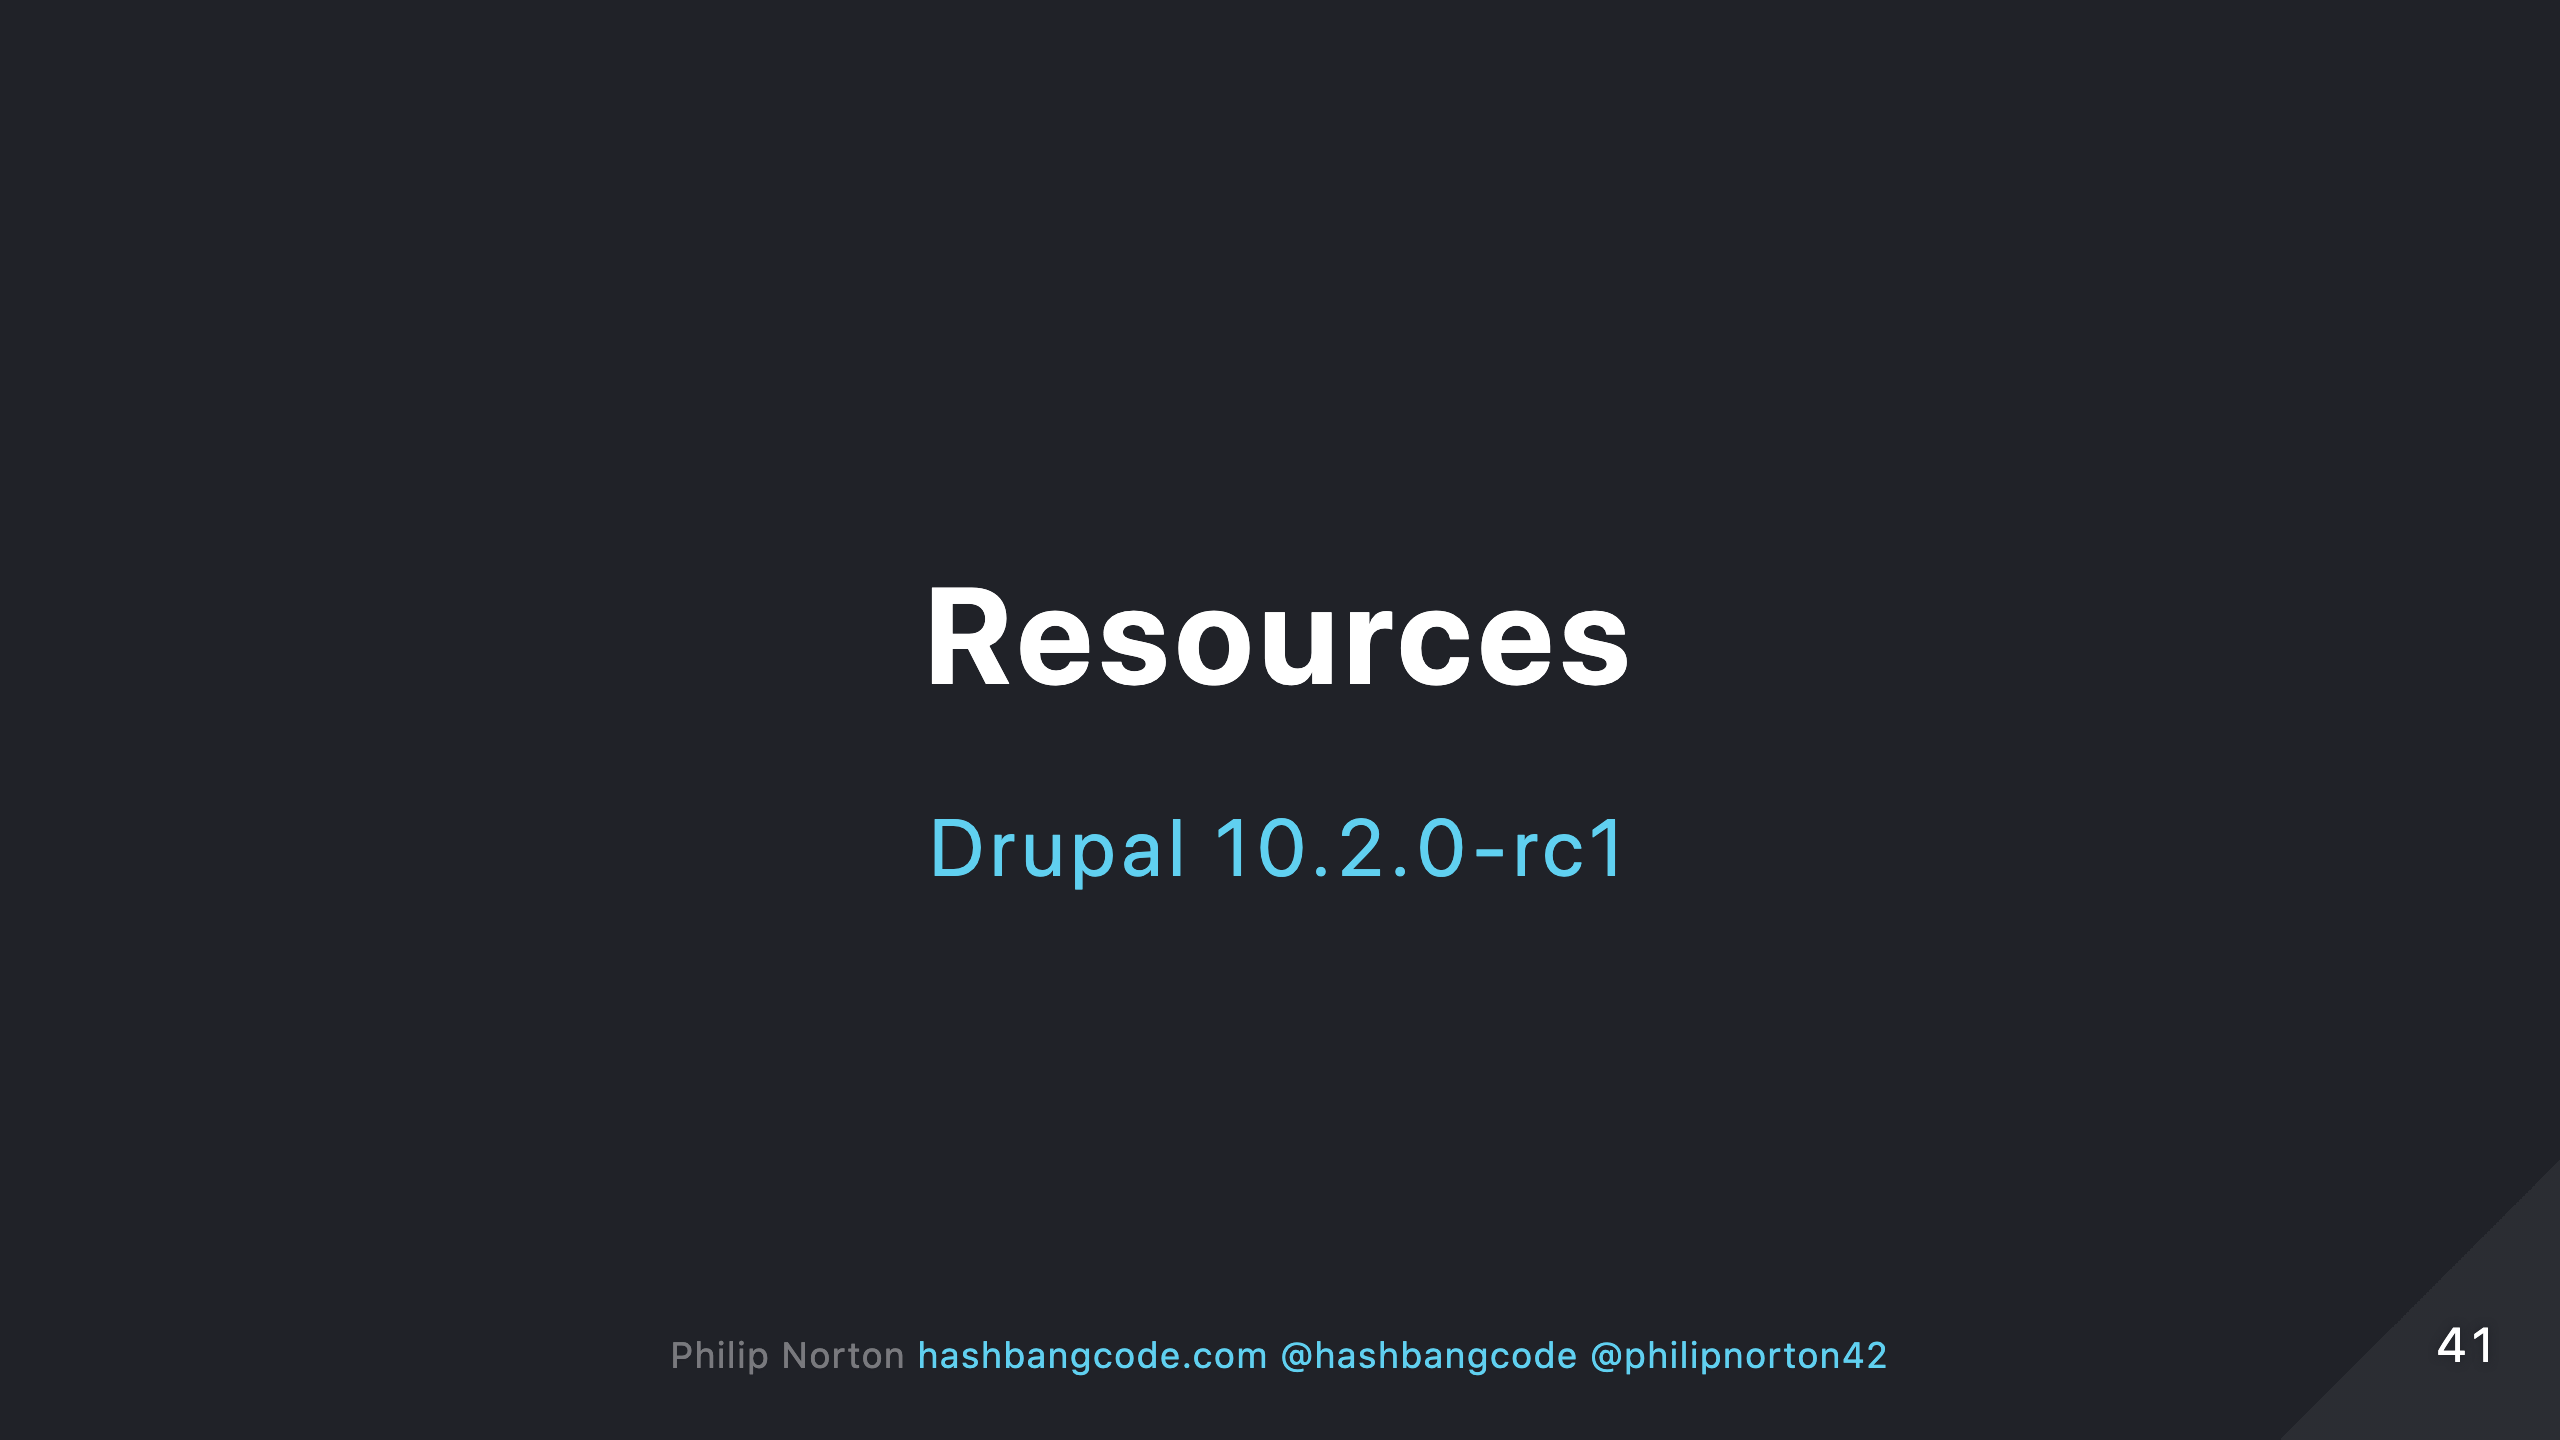 Resources
Drupal 10.2.0-rc1
Philip Norton hashbangcode.com @hashbangcode @philipnorton42
41